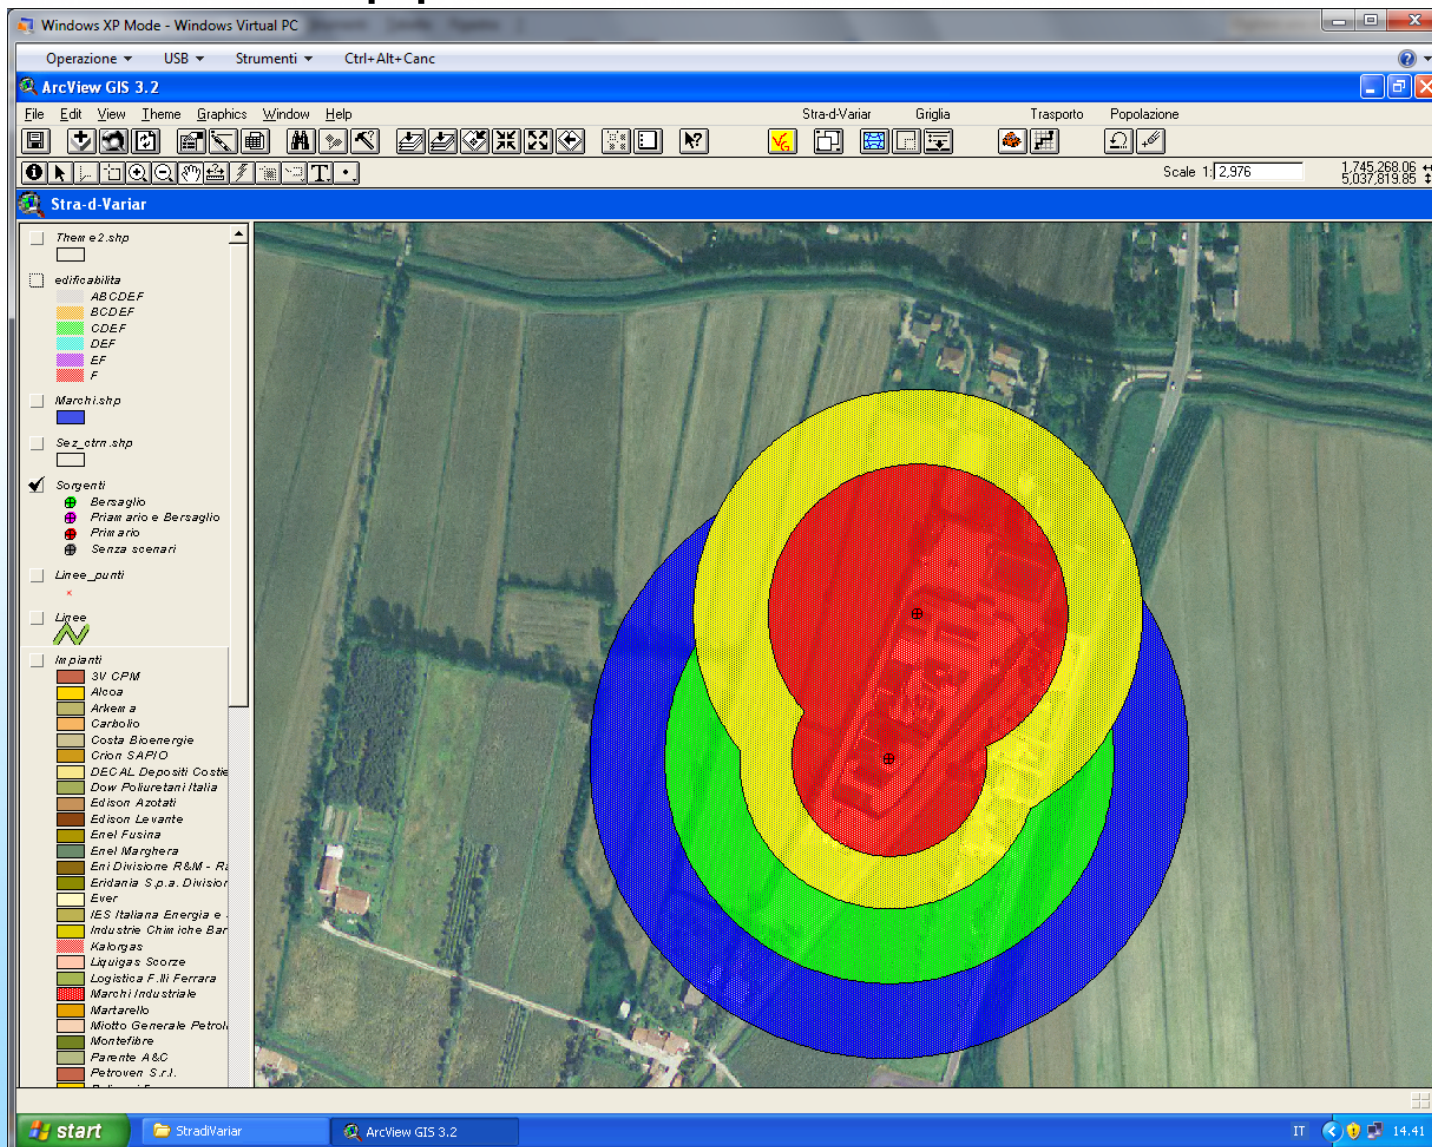 Windows XP Mode - Windows Virtual PC
Operazione USB Strumenti Ctrl+Alt+Canc
ArcView GIS 3.2
File Edit View Theme Graphics Window Help Stra-d-Variar Griglia Trasporto Popolazione
VG
T
Scale 1: 2,976 1,745,268.06
5,037,819.85
Stra-d-Variar
Theme2.shp
edificabilita
ABCDEF
BCDEF
CDEF
DEF
EF
F
Marchi.shp
Sez_ctrn.shp
Sorgenti
Bersaglio
Priamario e Bersaglio
Primario
Senza scenari
Linee_punti
Linee
Impianti
3V CPM
Alcoa
Arkema
Carbolio
Costa Bioenergie
Crion SAPIO
DECAL Depositi Costie
Dow Poliuretani Italia
Edison Azotati
Edison Levante
Enel Fusina
Enel Marghera
Eni Divisione R&M - Ra
Eridania S.p.a. Division
Ever
IES Italiana Energia e
Industrie Chimiche Bar
Kalorgas
Liquigas Scorze
Logistica F.lli Ferrara
Marchi Industriale
Martarello
Miotto Generale Petroli
Montefibre
Parente A&C
Petroven S.r.l.
start StradiVariar ArcView GIS 3.2 IT 14.41